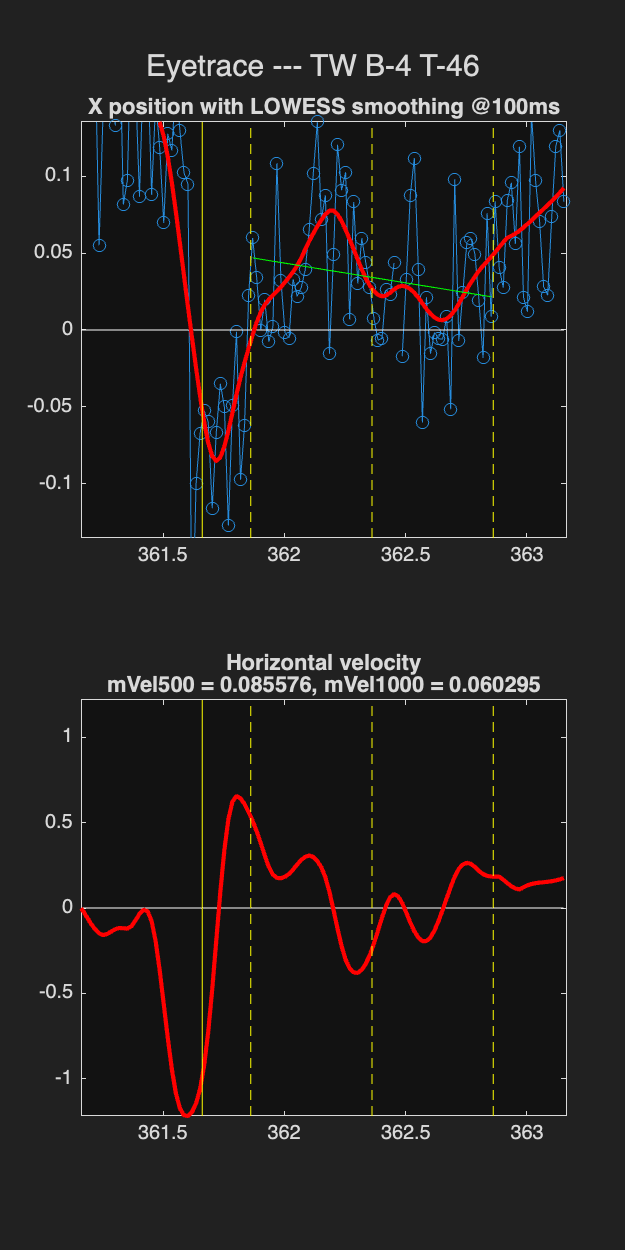 Eyetrace --- TW B-4 T-46
X position with LOWESS smoothing @100ms
0.1
0.05
0
-0.05
-0.1
361.5 362 362.5 363
Horizontal velocity
mVel500 = 0.085576, mVel1000 = 0.060295
1
0.5
0
-0.5
-1
361.5 362 362.5 363